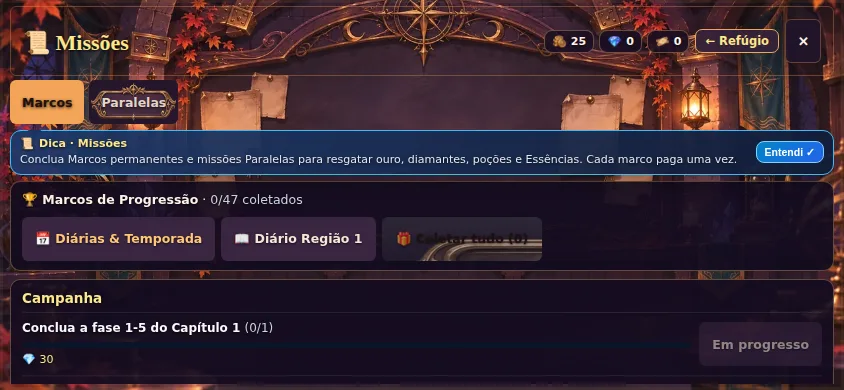 📜 Missões
25
0
0
← Refúgio
✕
Marcos
Paralelas
📜 Dica · Missões
Conclua Marcos permanentes e missões Paralelas para resgatar ouro, diamantes, poções e Essências. Cada marco paga uma vez.
Entendi ✓
🏆 Marcos de Progressão · 0/47 coletados
📅 Diárias & Temporada
📖 Diário Região 1
🎁 Coletar tudo (0)
Campanha
Conclua a fase 1-5 do Capítulo 1 (0/1)
💎 30
Em progresso